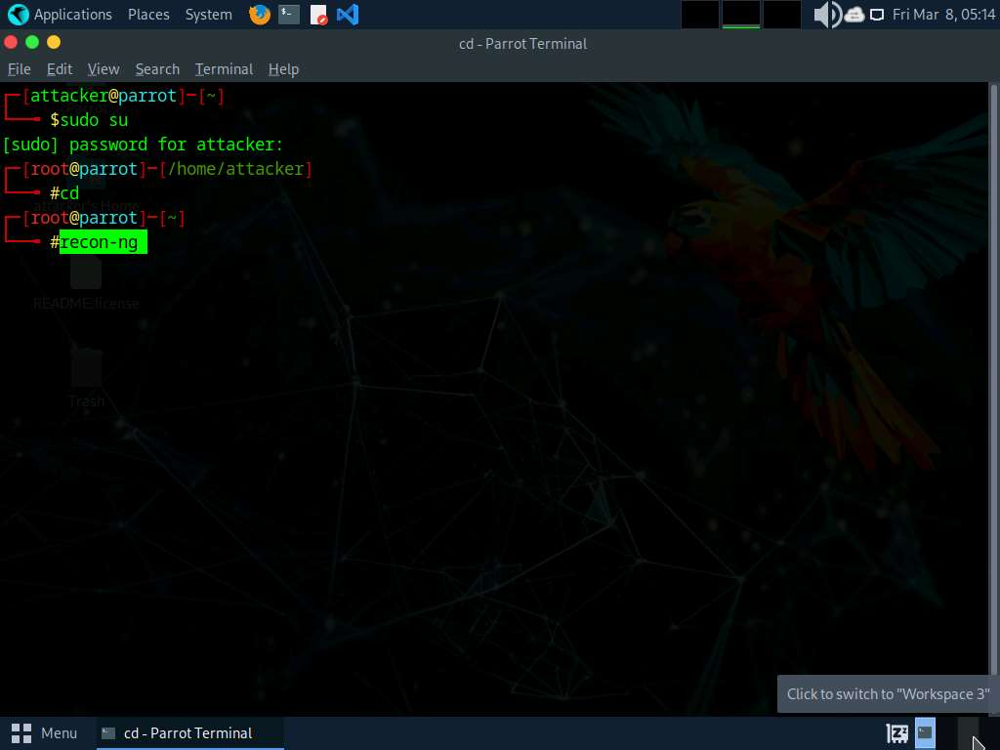 Applications Places System Fri Mar 8, 05:14
cd - Parrot Terminal
File Edit View Search Terminal Help
[attacker@parrot]─[~]
$sudo su
[sudo] password for attacker:
[root@parrot]─[/home/attacker]
#cd
attacker's Home
[root@parrot]─[~]
#recon-ng
README.license
Trash
Click to switch to "Workspace 3"
Menu cd - Parrot Terminal